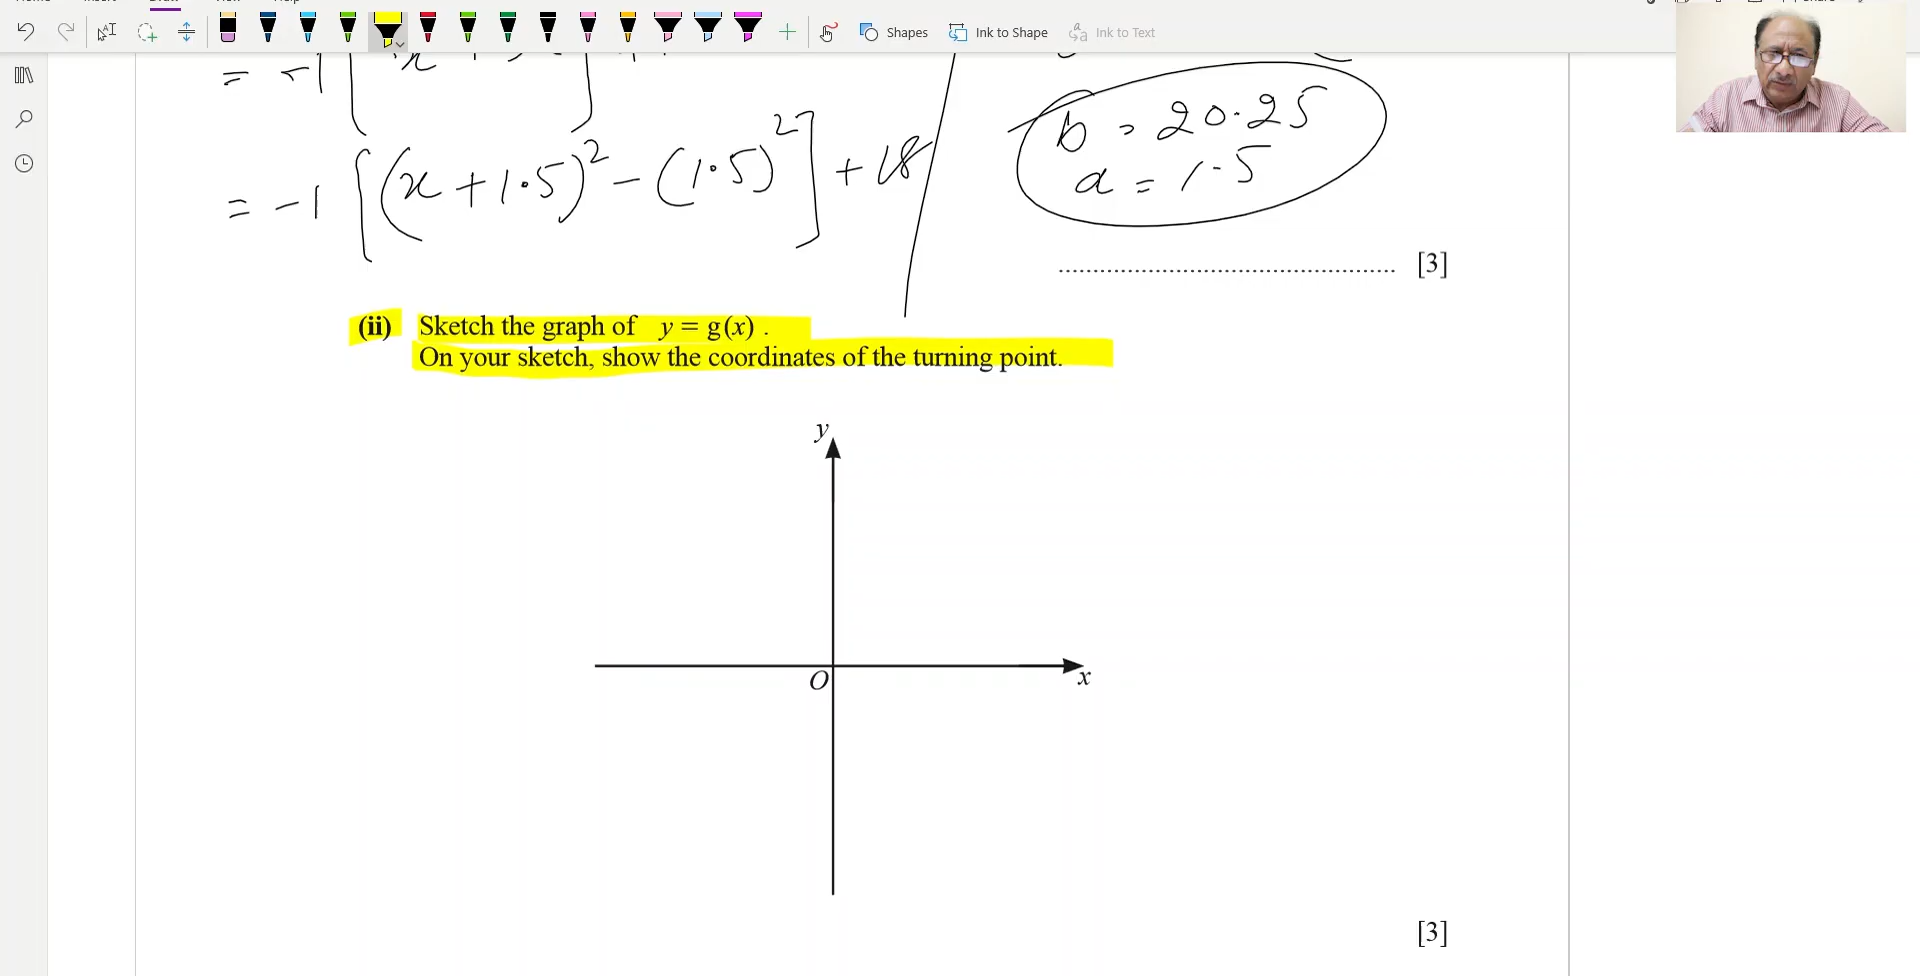 Shapes Ink to Shape Ink to Text
= -1 [(x + 1.5)² - (1.5)²] + 18
b = 20.25
a = 1.5
[3]
(ii) Sketch the graph of y = g(x) .
On your sketch, show the coordinates of the turning point.
y
O
x
[3]